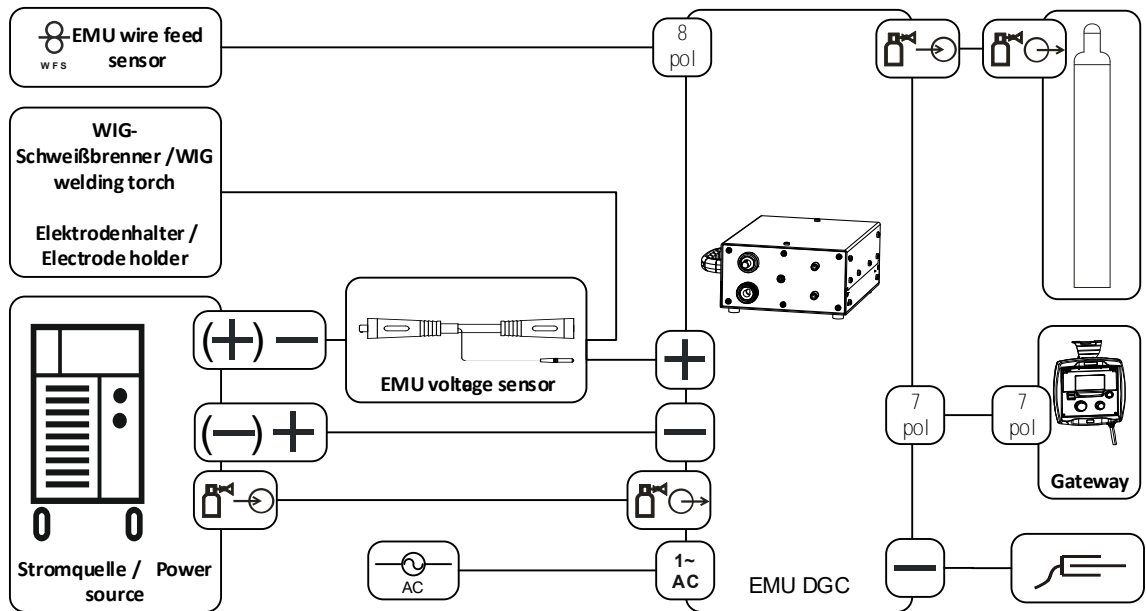 EMU wire feed
sensor
WFS
8
pol
WIG-
Schweißbrenner /WIG
welding torch
Elektrodenhalter /
Electrode holder
(+) −
EMU voltage sensor
+
(−) +
−
7
pol
7
pol
Gateway
Stromquelle / Power
source
AC
1~
AC
EMU DGC
−